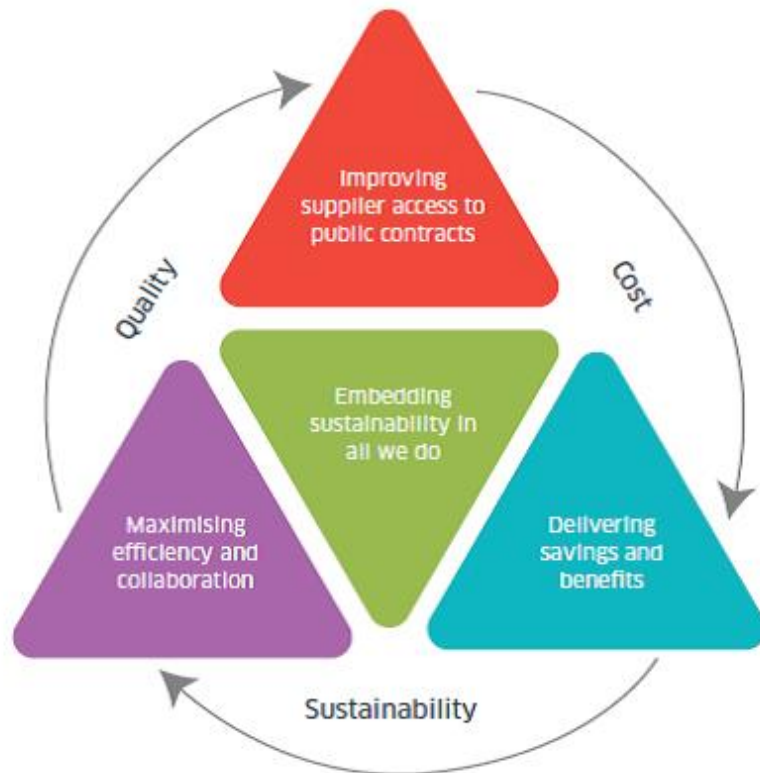 Improving
supplier access to
public contracts
Quality
Cost
Embedding
sustainability in
all we do
Maximising
efficiency and
collaboration
Delivering
savings and
benefits
Sustainability